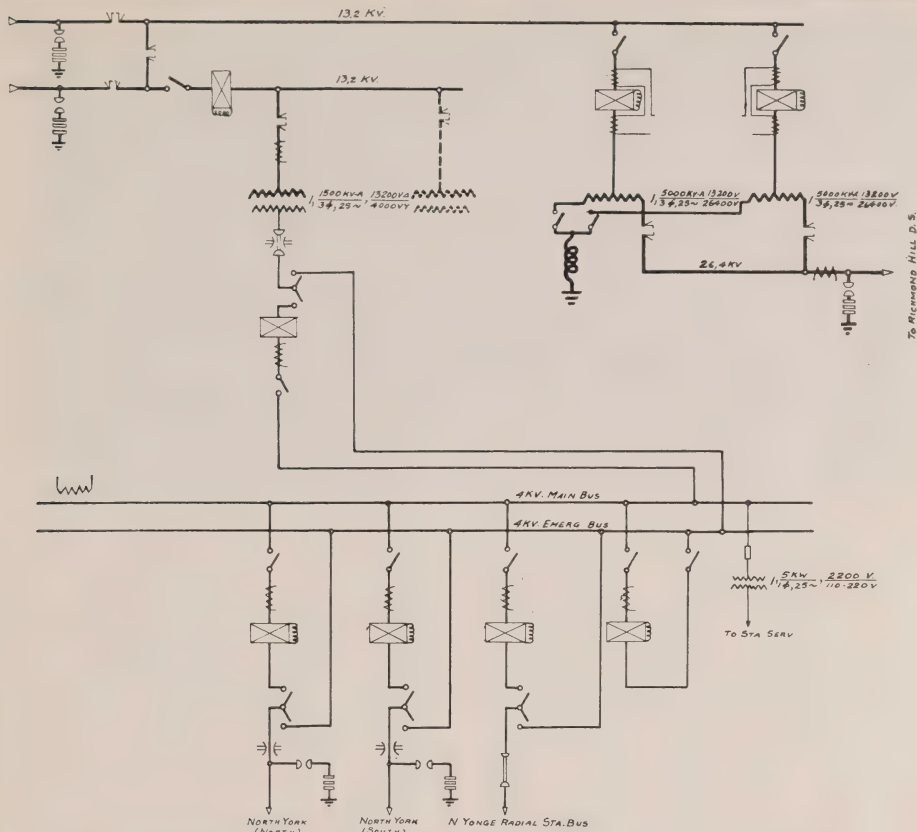 13,2 KV.
13,2 KV.
1, 1500 KV-A 13200 V Δ
3ϕ, 25~ , 4000 V Y
1, 5000 KV-A 13200 V
3ϕ, 25~ 26400 V
1, 5000 KV-A 13200 V
3ϕ, 25~ 26400 V
26,4 KV
TO RICHMOND HILL D.S.
4 KV. MAIN BUS
4 KV. EMERG BUS
1, 5 KW , 2200 V
1ϕ, 25~ 110-220 V
TO STA SERV
NORTH YORK
(NORTH)
NORTH YORK
(SOUTH)
N YONGE RADIAL STA. BUS